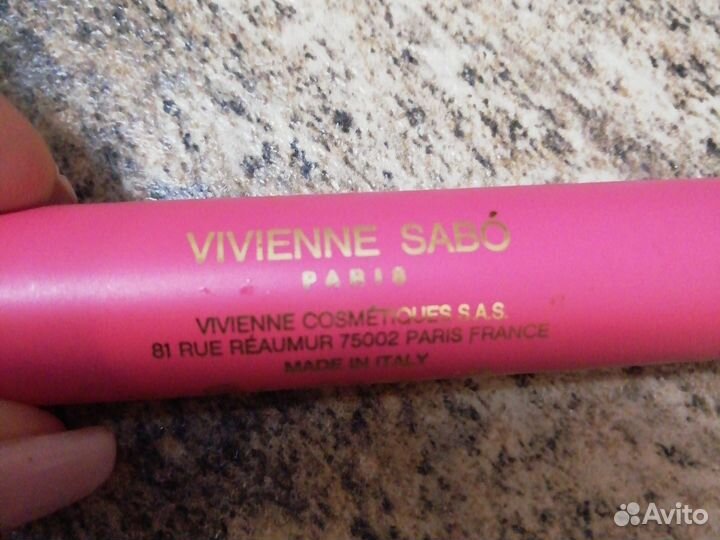 VIVIENNE SABÓ
PARIS
VIVIENNE COSMÉTIQUES S.A.S.
81 RUE RÉAUMUR 75002 PARIS FRANCE
MADE IN ITALY
Avito